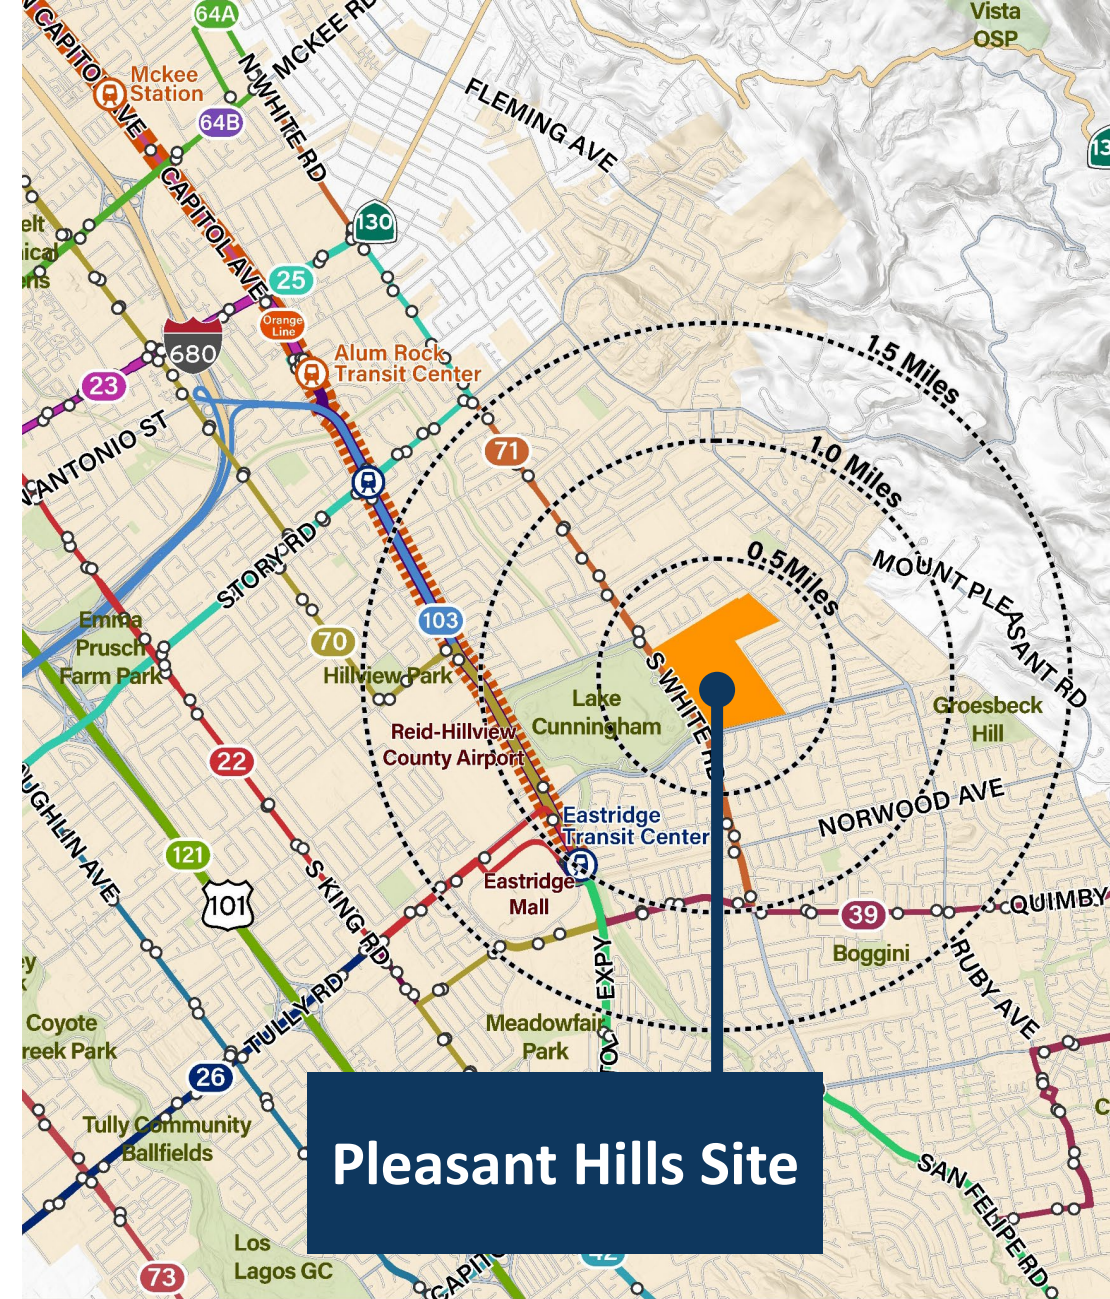 64A
Vista
OSP
N CAPITOL AVE
MCKEE RD
N WHITE RD
Mckee
Station
64B
FLEMING AVE
CAPITOL AVE
130
25
Orange
Line
680
Alum Rock
Transit Center
1.5 Miles
23
ANTONIO ST
71
1.0 Miles
STORY RD
0.5 Miles
MOUNT PLEASANT RD
Emma
Prusch
Farm Park
103
70
Hillview Park
S WHITE RD
Lake
Cunningham
Groesbeck
Hill
Reid-Hillview
County Airport
22
NORWOOD AVE
Eastridge
Transit Center
121
101
S KING RD
Eastridge
Mall
39
QUIMBY
Boggini
EXPY
RUBY AVE
TULLY RD
Coyote
reek Park
Meadowfair
Park
26
Tully Community
Ballfields
Pleasant Hills Site
SAN FELIPE RD
Los
Lagos GC
73
42